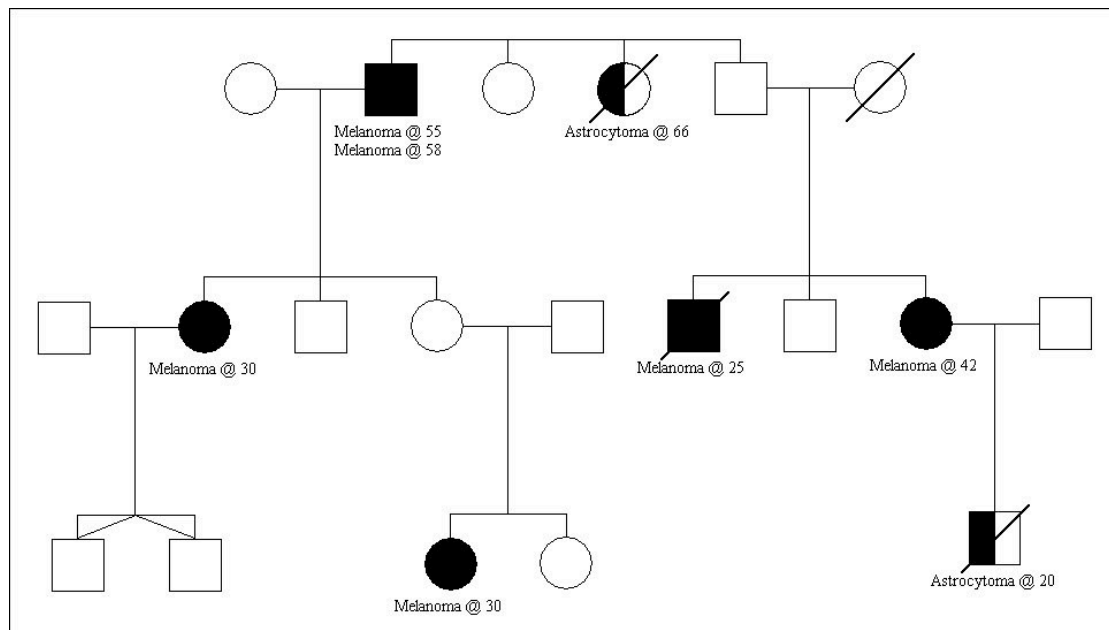 Melanoma @ 55
Melanoma @ 58
Astrocytoma @ 66
Melanoma @ 30
Melanoma @ 25
Melanoma @ 42
Melanoma @ 30
Astrocytoma @ 20